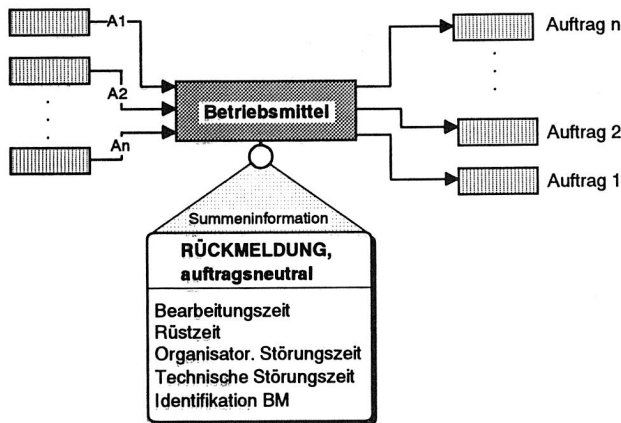 A1
Auftrag n
A2
Betriebsmittel
An
Auftrag 2
Auftrag 1
Summeninformation
RÜCKMELDUNG,
auftragsneutral
Bearbeitungszeit
Rüstzeit
Organisator. Störungszeit
Technische Störungszeit
Identifikation BM